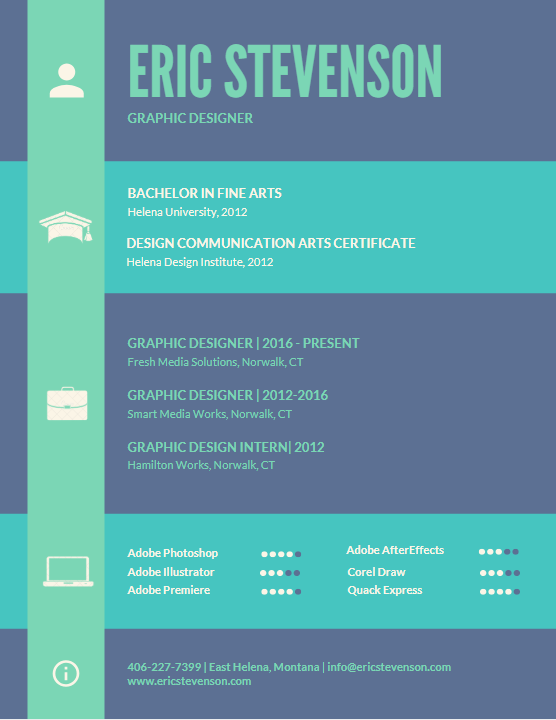 ERIC STEVENSON
GRAPHIC DESIGNER
BACHELOR IN FINE ARTS
Helena University, 2012
DESIGN COMMUNICATION ARTS CERTIFICATE
Helena Design Institute, 2012
GRAPHIC DESIGNER | 2016 - PRESENT
Fresh Media Solutions, Norwalk, CT
GRAPHIC DESIGNER | 2012-2016
Smart Media Works, Norwalk, CT
GRAPHIC DESIGN INTERN| 2012
Hamilton Works, Norwalk, CT
Adobe Photoshop
Adobe Illustrator
Adobe Premiere
Adobe AfterEffects
Corel Draw
Quack Express
406-227-7399 | East Helena, Montana | info@ericstevenson.com
www.ericstevenson.com